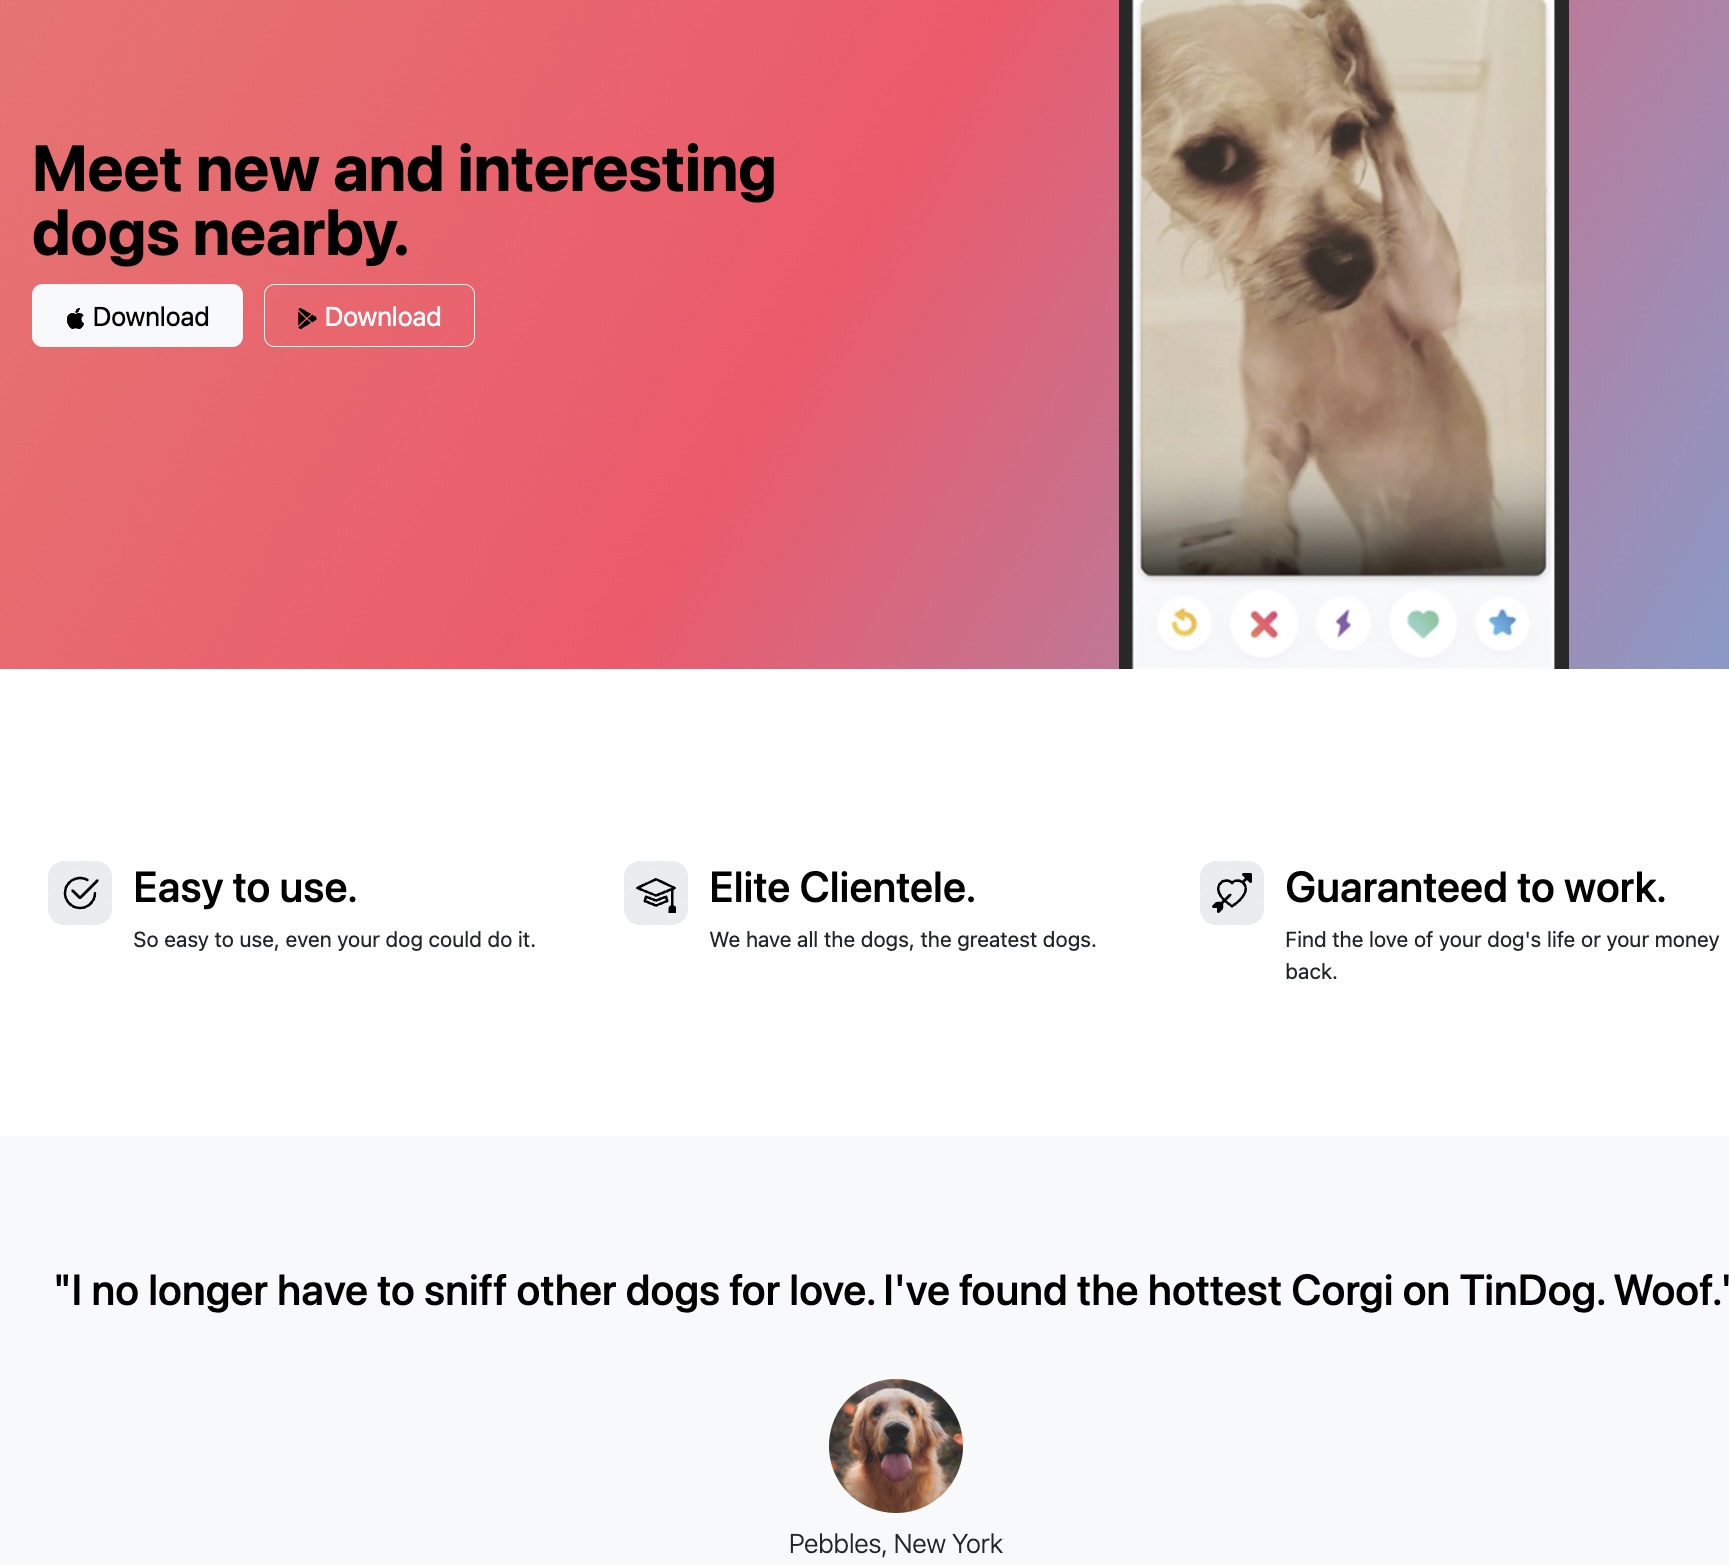 Meet new and interesting
dogs nearby.
Download
Download
Easy to use.
So easy to use, even your dog could do it.
Elite Clientele.
We have all the dogs, the greatest dogs.
Guaranteed to work.
Find the love of your dog's life or your money
back.
"I no longer have to sniff other dogs for love. I've found the hottest Corgi on TinDog. Woof."
Pebbles, New York